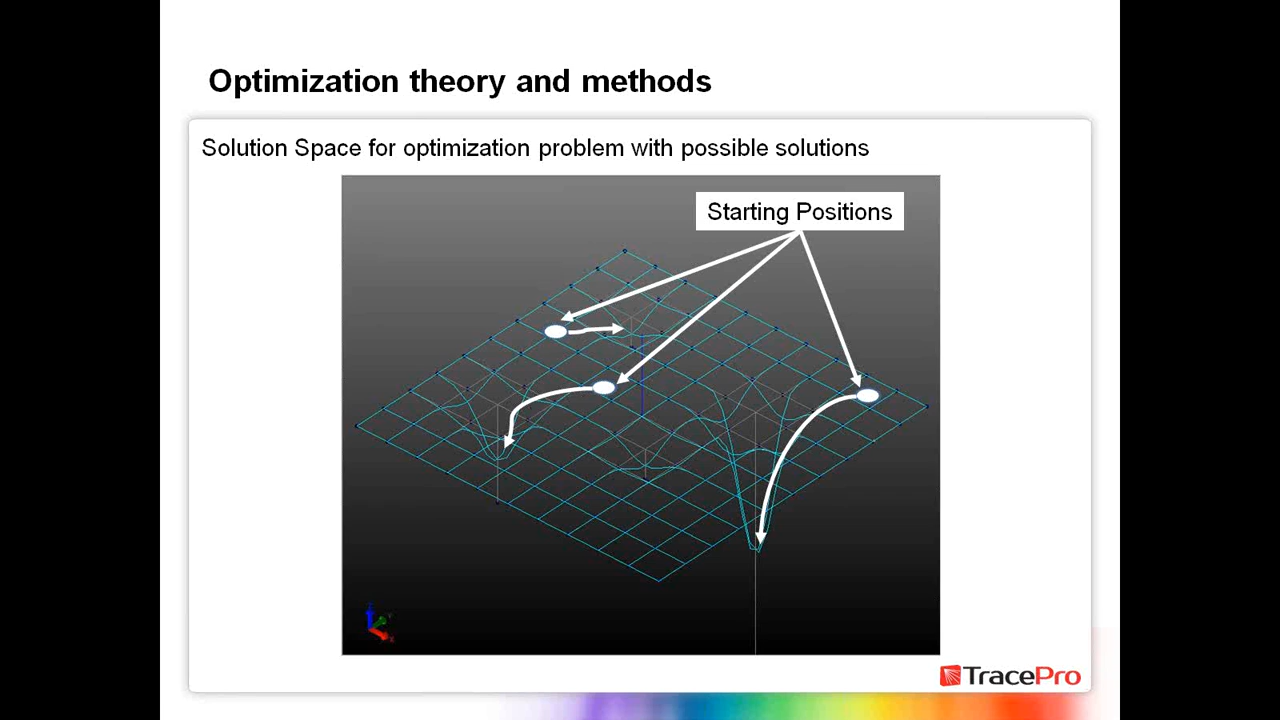 Optimization theory and methods
Solution Space for optimization problem with possible solutions
Starting Positions
TracePro